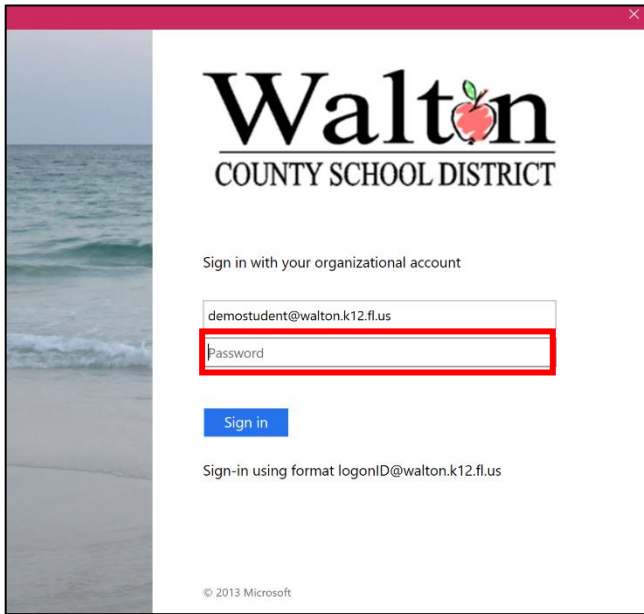 Walton
COUNTY SCHOOL DISTRICT
Sign in with your organizational account
demostudent@walton.k12.fl.us
Password
Sign in
Sign-in using format logonID@walton.k12.fl.us
© 2013 Microsoft